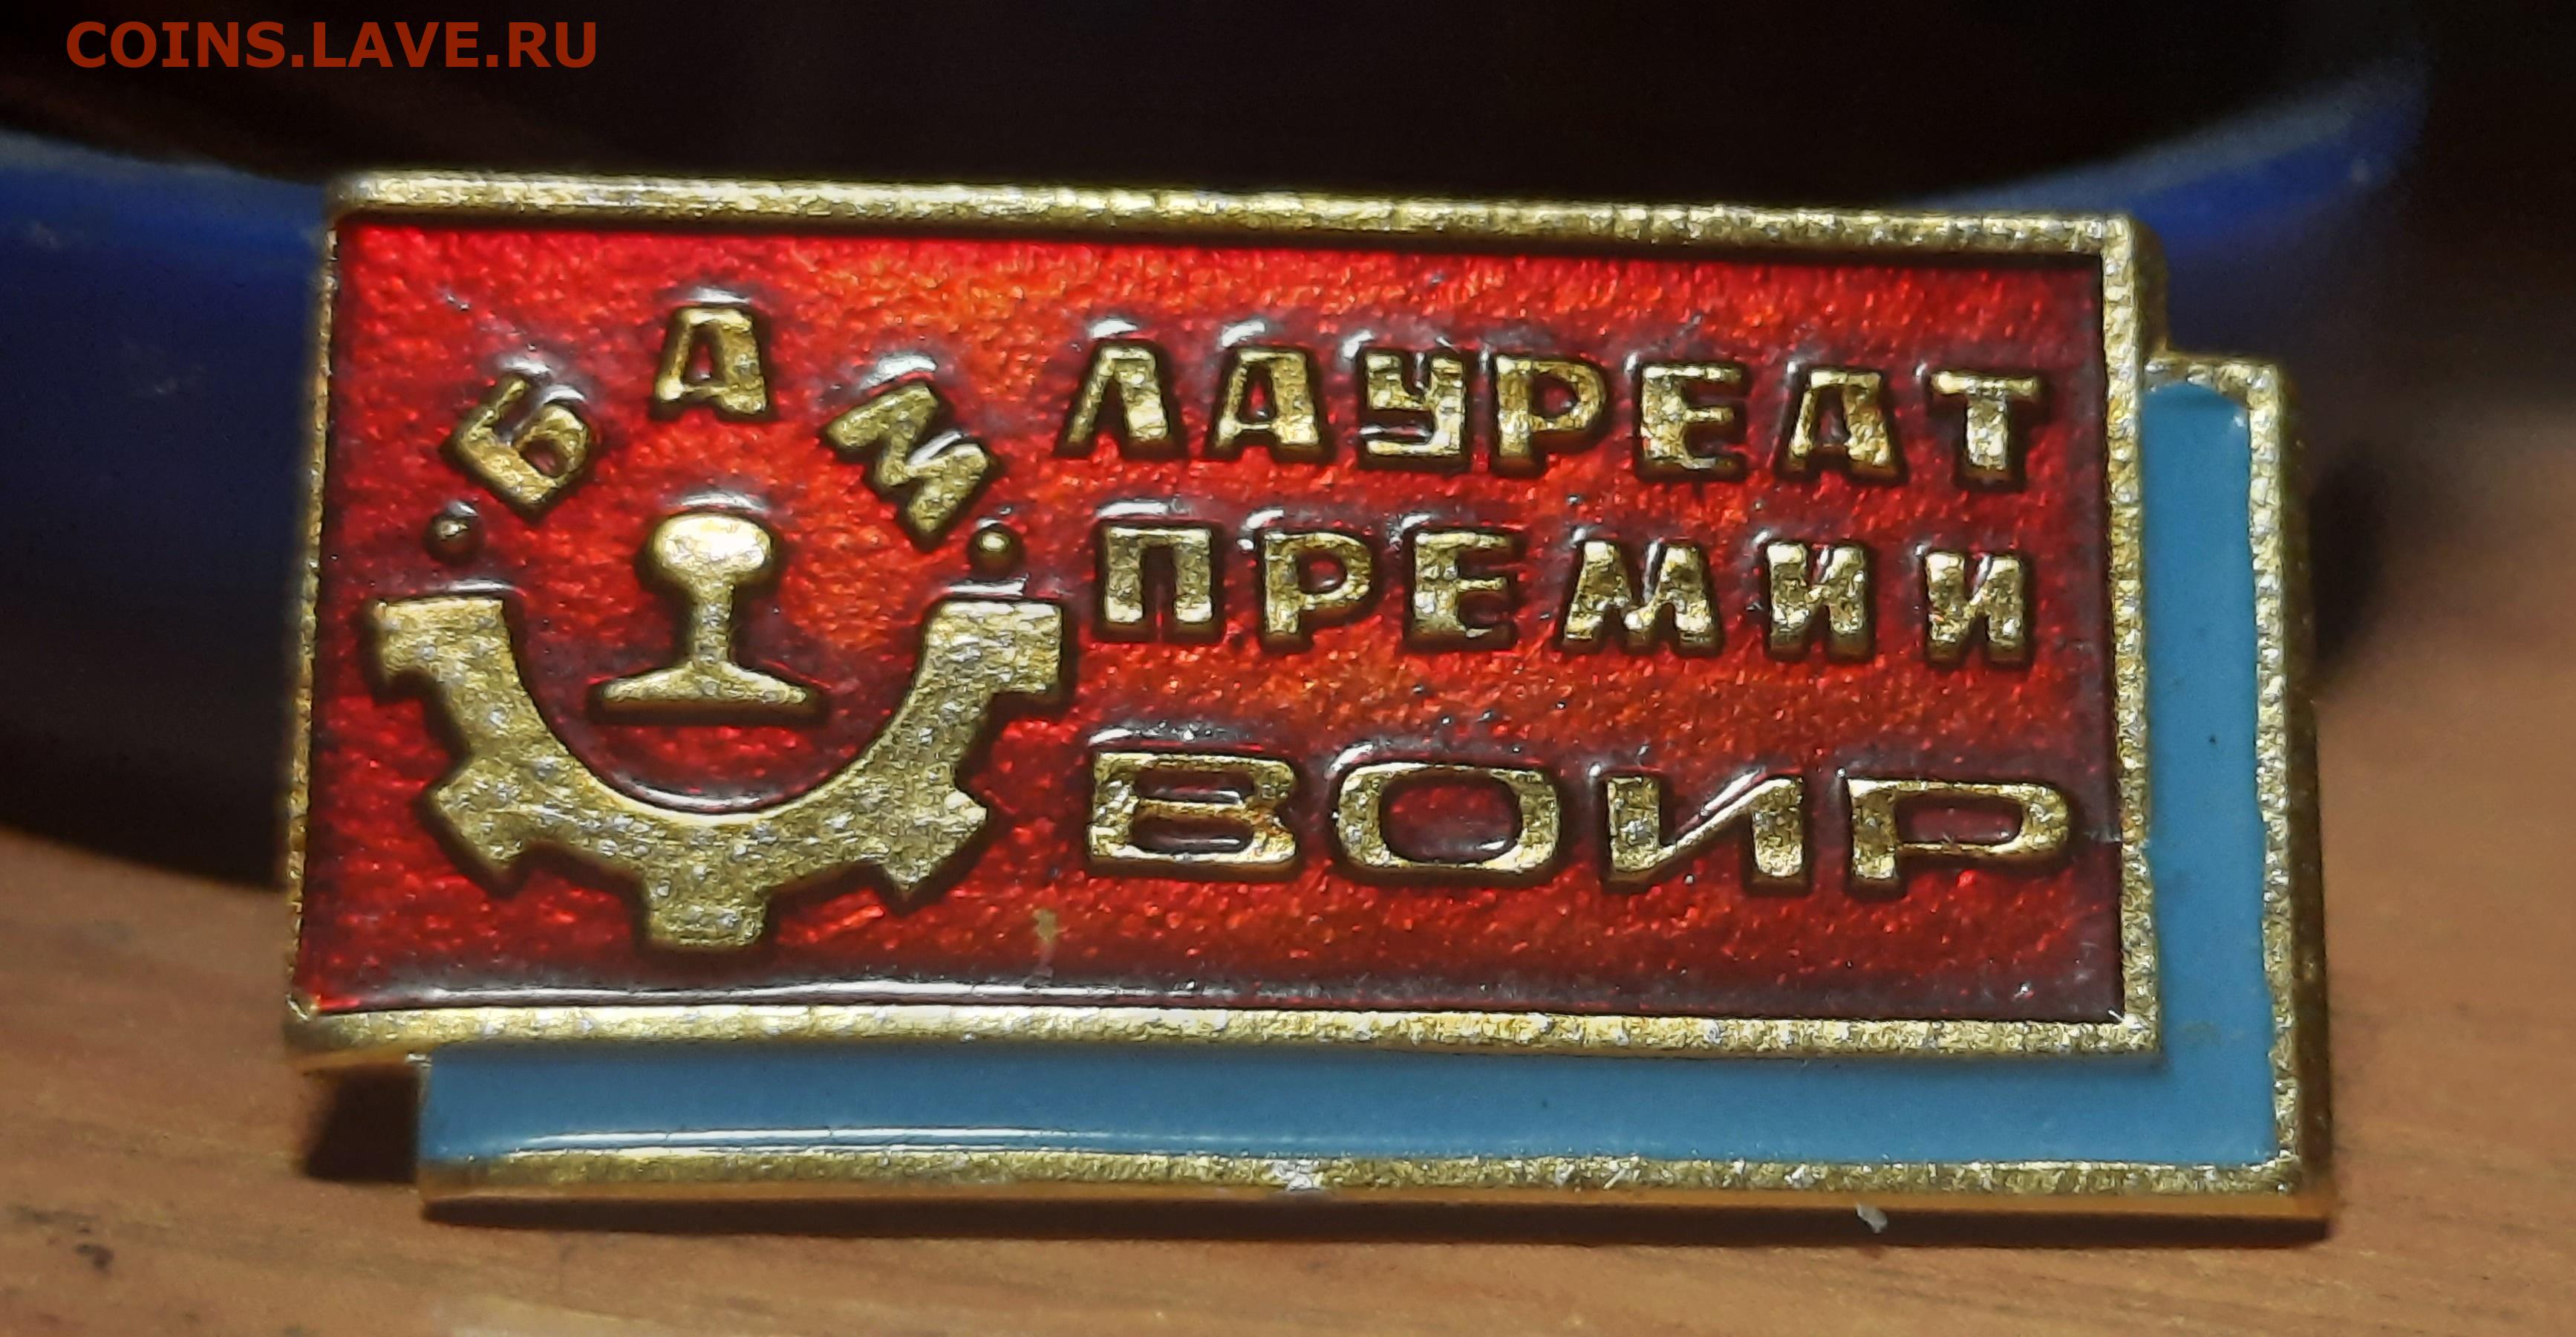 COINS.LAVE.RU
БАМ
ЛАУРЕАТ
ПРЕМИИ
ВОИР